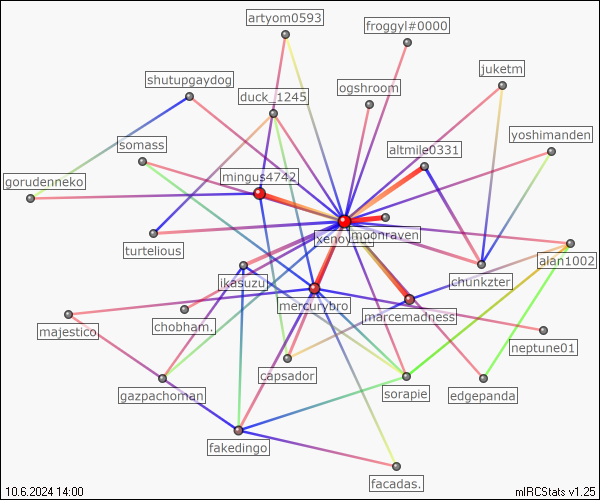 artyom0593
froggyl#0000
juketm
shutupgaydog
ogshroom
duck_1245
yoshimanden
somass
altmile0331
mingus4742
gorudenneko
moonraven
turtelious
alan1002
ikasuzu
chunkzter
mercurybro
marcemadness
majestico
chobham.
neptune01
capsador
gazpachoman
sorapie
edgepanda
fakedingo
facadas.
10.6.2024 14:00
mIRCStats v1.25